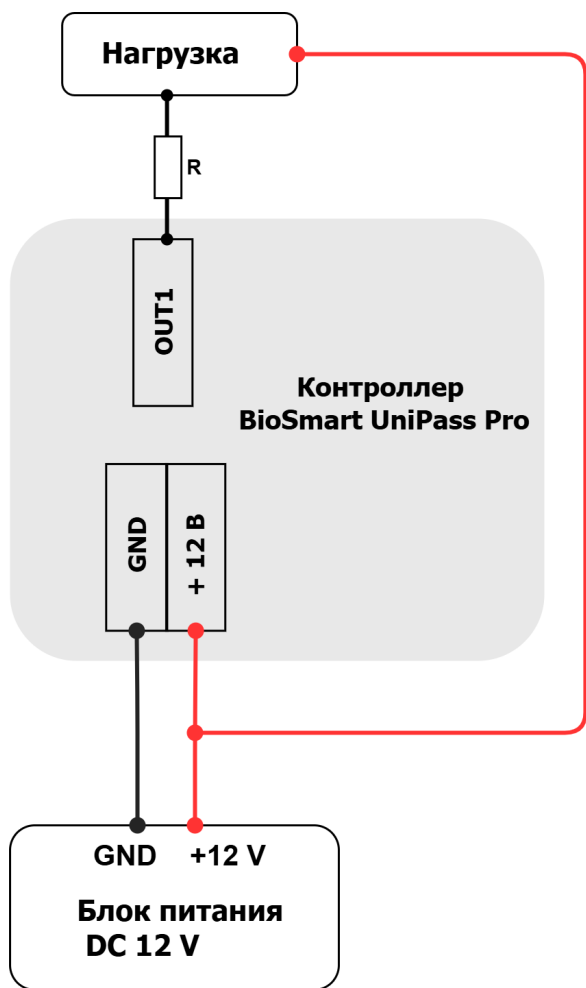 Нагрузка
R
OUT1
Контроллер
BioSmart UniPass Pro
GND
+ 12 В
GND +12 V
Блок питания
DC 12 V